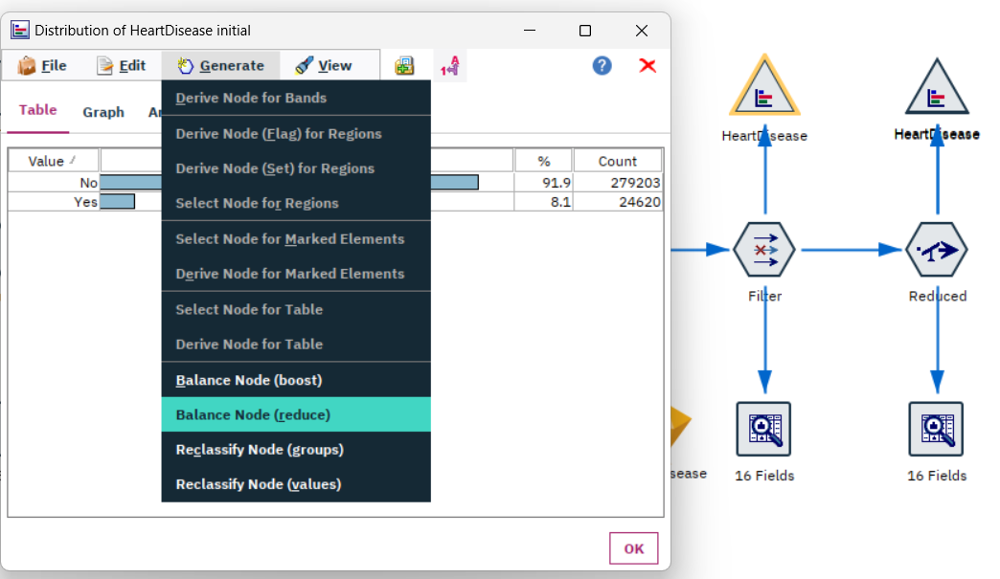 Distribution of HeartDisease initial
File Edit Generate View
Table Graph
Derive Node for Bands
Derive Node (Flag) for Regions
Derive Node (Set) for Regions
Select Node for Regions
Select Node for Marked Elements
Derive Node for Marked Elements
Select Node for Table
Derive Node for Table
Balance Node (boost)
Balance Node (reduce)
Reclassify Node (groups)
Reclassify Node (values)
Value % Count
No 91.9 279203
Yes 8.1 24620
OK
HeartDisease HeartDisease
Filter Reduced
16 Fields 16 Fields